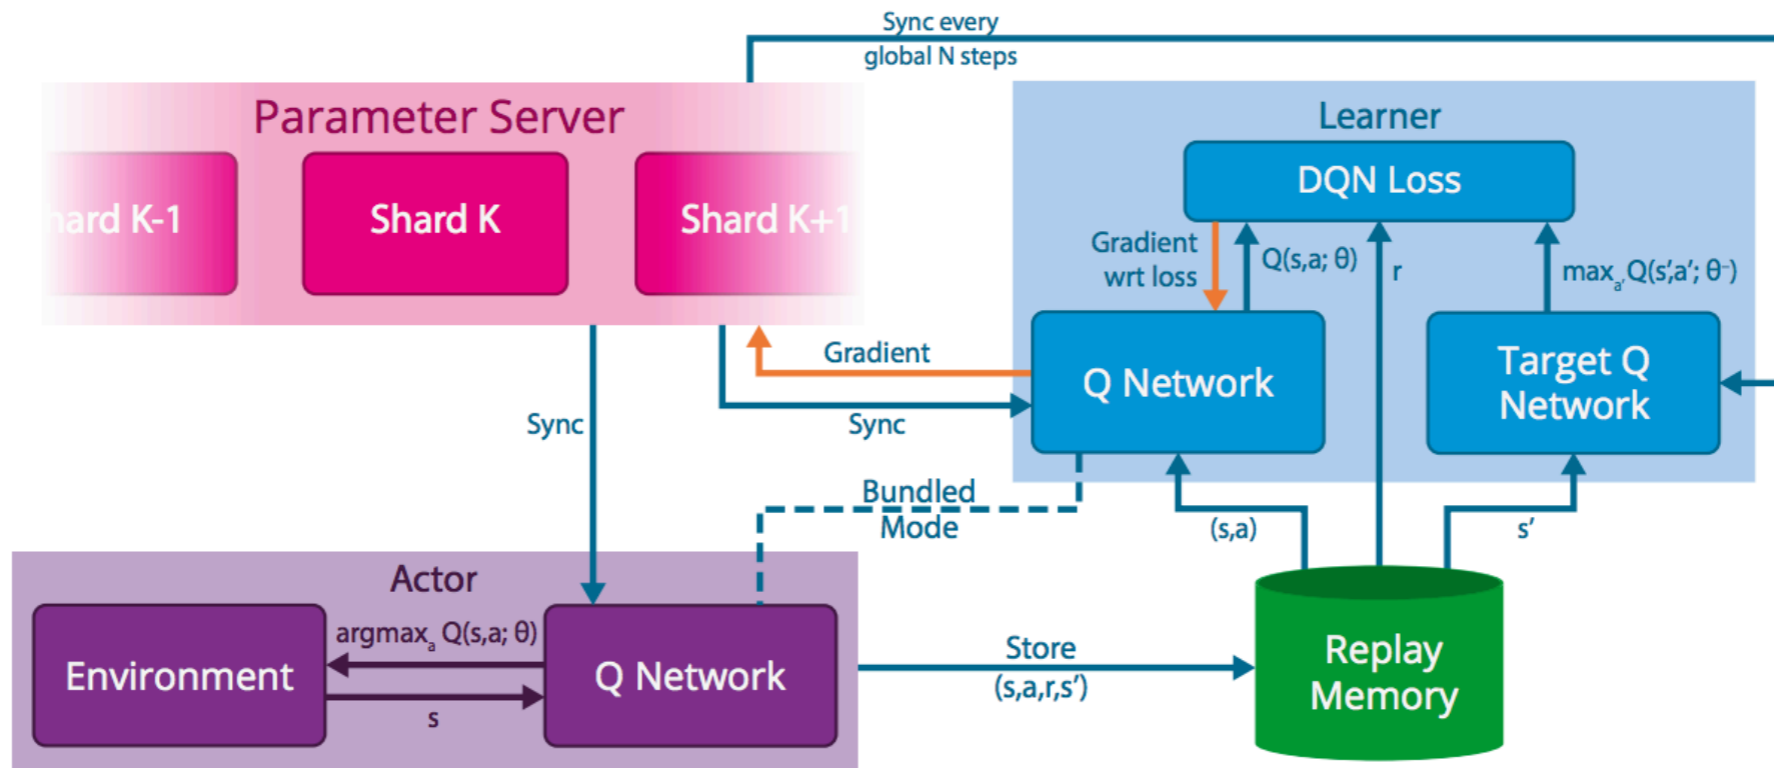 Sync every
global N steps
Parameter Server
hard K-1
Shard K
Shard K+1
Learner
DQN Loss
Gradient
wrt loss
Q(s,a; θ)
r
maxₐ' Q(s',a'; θ⁻)
Gradient
Sync
Sync
Q Network
Target Q
Network
Bundled
Mode
(s,a)
s'
Actor
Environment
argmaxₐ Q(s,a; θ)
s
Q Network
Store
(s,a,r,s')
Replay
Memory